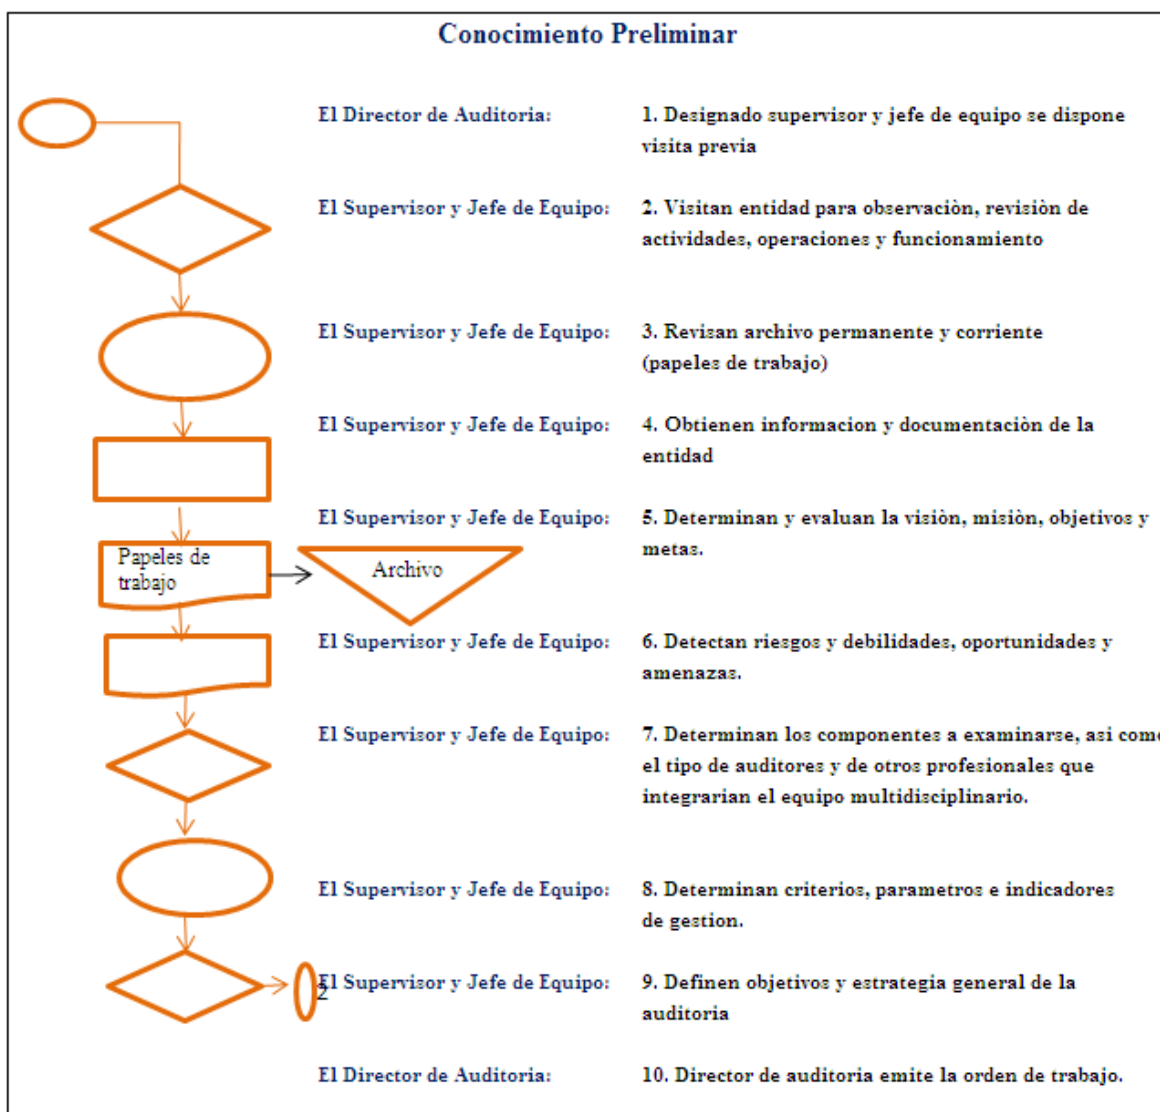 Conocimiento Preliminar
El Director de Auditoria:
1. Designado supervisor y jefe de equipo se dispone
visita previa
El Supervisor y Jefe de Equipo:
2. Visitan entidad para observaciòn, revisiòn de
actividades, operaciones y funcionamiento
El Supervisor y Jefe de Equipo:
3. Revisan archivo permanente y corriente
(papeles de trabajo)
El Supervisor y Jefe de Equipo:
4. Obtienen informacion y documentaciòn de la
entidad
El Supervisor y Jefe de Equipo:
5. Determinan y evaluan la visiòn, misiòn, objetivos y
metas.
Papeles de
trabajo
Archivo
El Supervisor y Jefe de Equipo:
6. Detectan riesgos y debilidades, oportunidades y
amenazas.
El Supervisor y Jefe de Equipo:
7. Determinan los componentes a examinarse, asi como
el tipo de auditores y de otros profesionales que
integrarian el equipo multidisciplinario.
El Supervisor y Jefe de Equipo:
8. Determinan criterios, parametros e indicadores
de gestion.
2
El Supervisor y Jefe de Equipo:
9. Definen objetivos y estrategia general de la
auditoria
El Director de Auditoria:
10. Director de auditoria emite la orden de trabajo.